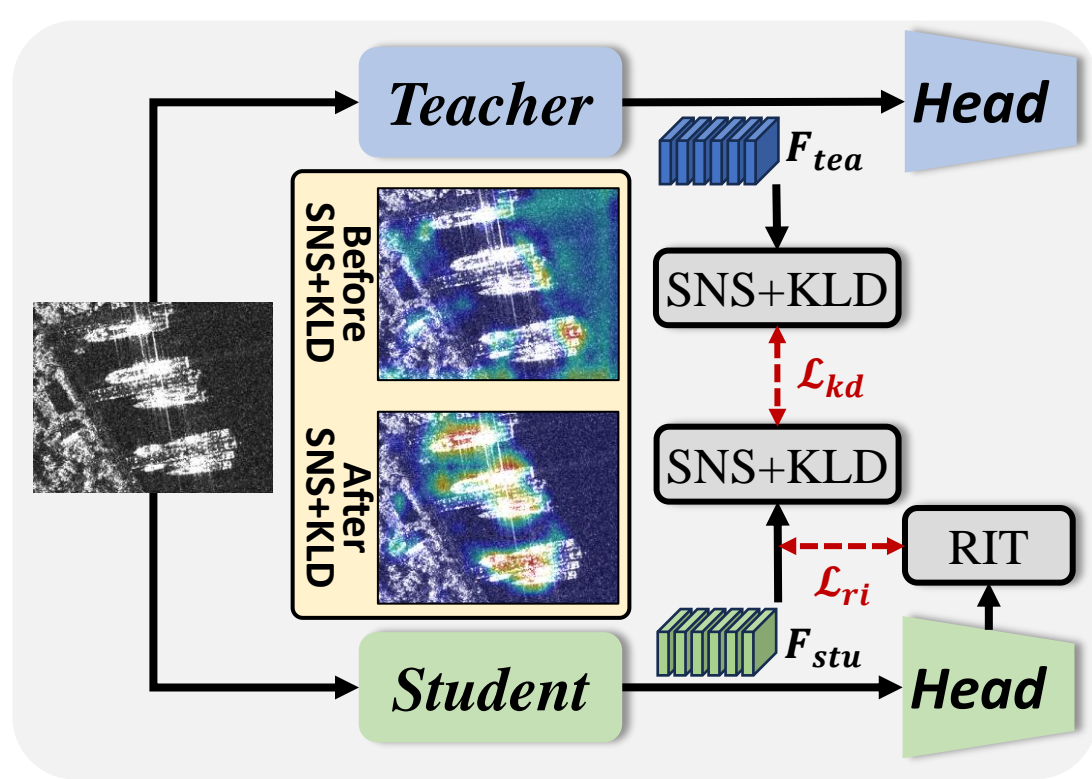 Teacher
Head
F_tea
Before
SNS+KLD
SNS+KLD
ℒ_kd
After
SNS+KLD
SNS+KLD
RIT
ℒ_ri
F_stu
Student
Head